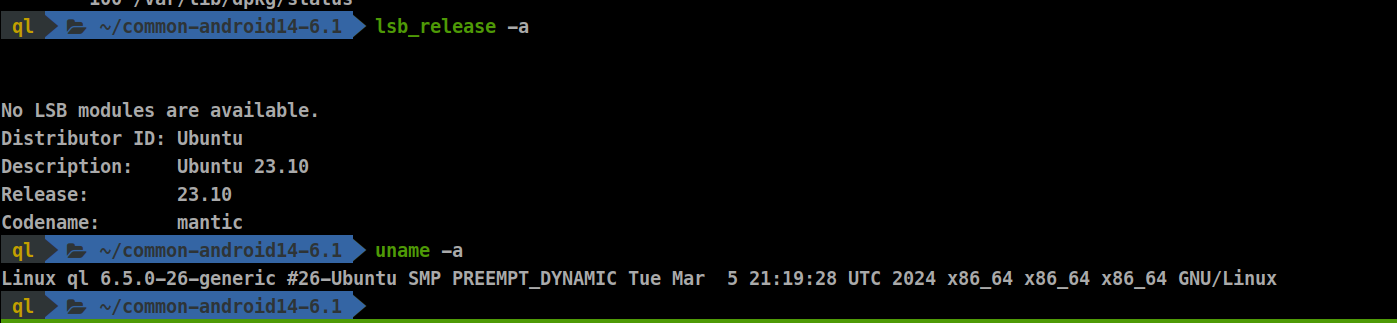 100 /var/lib/dpkg/status
ql ~/common-android14-6.1 lsb_release -a
No LSB modules are available.
Distributor ID: Ubuntu
Description: Ubuntu 23.10
Release: 23.10
Codename: mantic
ql ~/common-android14-6.1 uname -a
Linux ql 6.5.0-26-generic #26-Ubuntu SMP PREEMPT_DYNAMIC Tue Mar  5 21:19:28 UTC 2024 x86_64 x86_64 x86_64 GNU/Linux
ql ~/common-android14-6.1